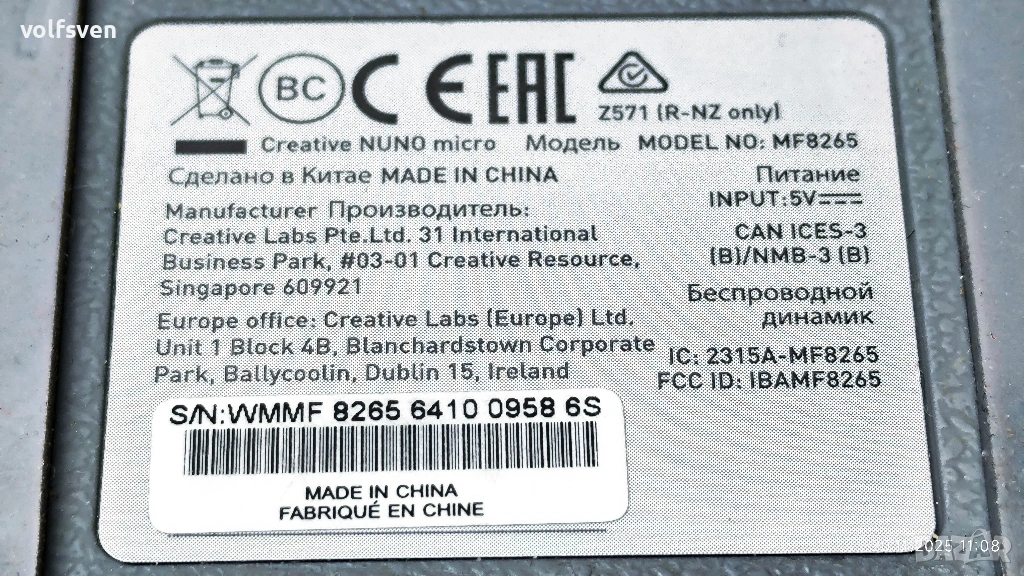 volfsven
BC CE EAC
Z571 (R-NZ only)
Creative NUNO micro Модель MODEL NO: MF8265
Сделано в Китае MADE IN CHINA
Питание
INPUT:5V
Manufacturer Производитель:
Creative Labs Pte.Ltd. 31 International
Business Park, #03-01 Creative Resource,
Singapore 609921
CAN ICES-3
(B)/NMB-3 (B)
Беспроводной
динамик
Europe office: Creative Labs (Europe) Ltd.
Unit 1 Block 4B, Blanchardstown Corporate
Park, Ballycoolin, Dublin 15, Ireland
IC: 2315A-MF8265
FCC ID: IBAMF8265
S/N:WMMF 8265 6410 0958 6S
MADE IN CHINA
FABRIQUÉ EN CHINE
2025 11:08